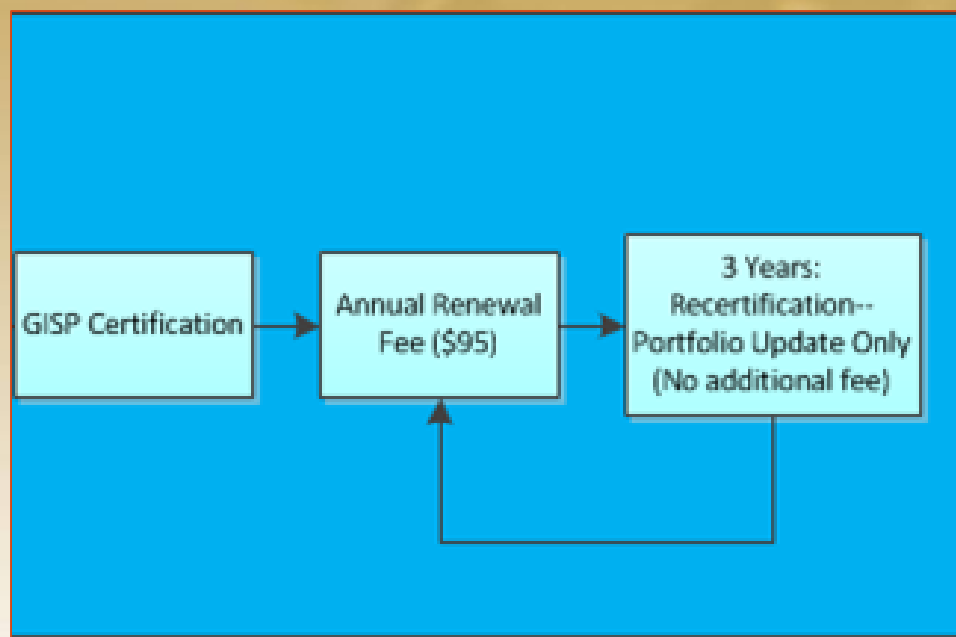 GISP Certification
Annual Renewal
Fee ($95)
3 Years:
Recertification--
Portfolio Update Only
(No additional fee)